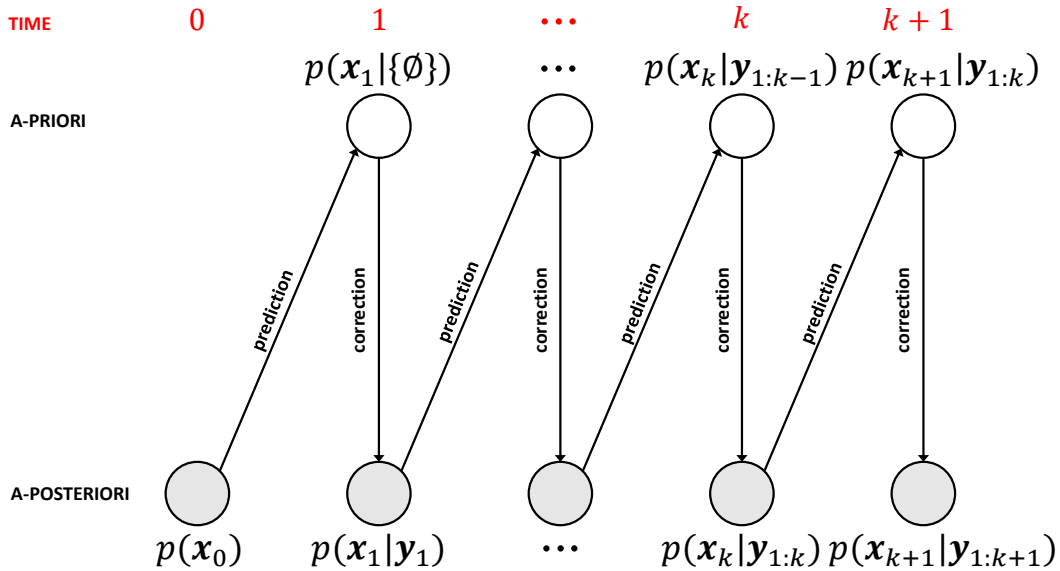 TIME 0 1 ⋯ k k + 1
p(x₁|{∅}) ⋯ p(xₖ|y₁:ₖ₋₁) p(xₖ₊₁|y₁:ₖ)
A-PRIORI
prediction correction prediction correction prediction correction prediction correction
A-POSTERIORI
p(x₀) p(x₁|y₁) ⋯ p(xₖ|y₁:ₖ) p(xₖ₊₁|y₁:ₖ₊₁)